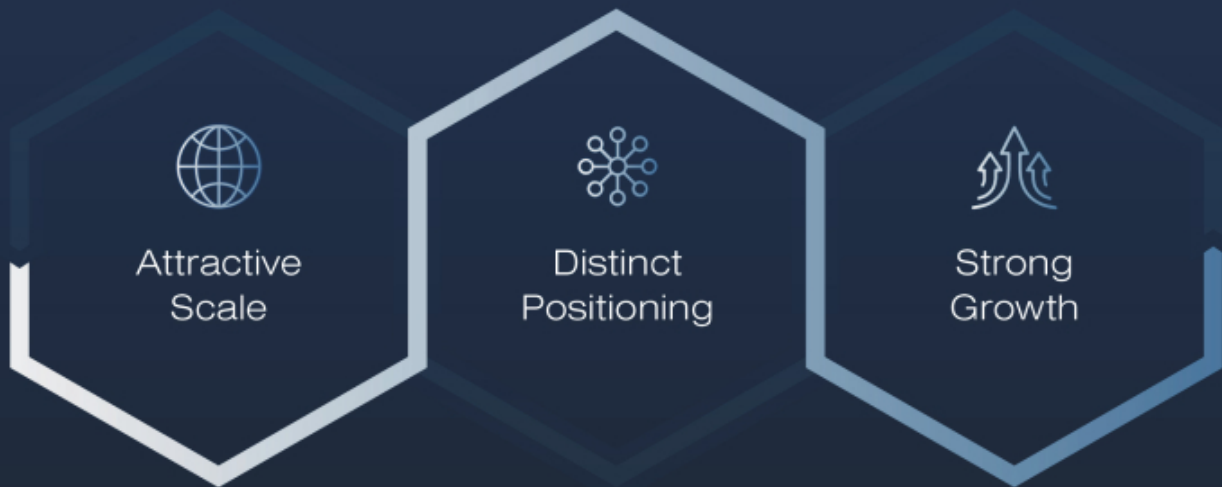 Attractive
Scale
Distinct
Positioning
Strong
Growth